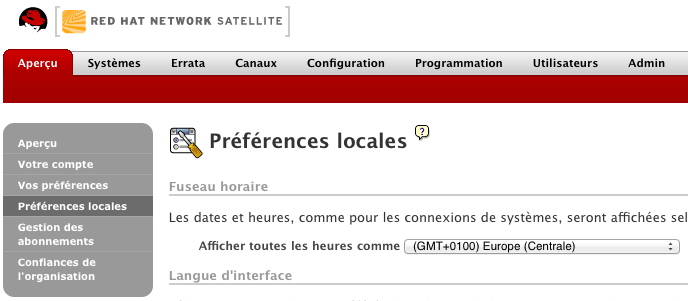 RED HAT NETWORK SATELLITE
Aperçu Systèmes Errata Canaux Configuration Programmation Utilisateurs Admin
Aperçu
Votre compte
Vos préférences
Préférences locales
Gestion des
abonnements
Confiances de
l'organisation
Préférences locales ?
Fuseau horaire
Les dates et heures, comme pour les connexions de systèmes, seront affichées sel
Afficher toutes les heures comme (GMT+0100) Europe (Centrale)
Langue d'interface